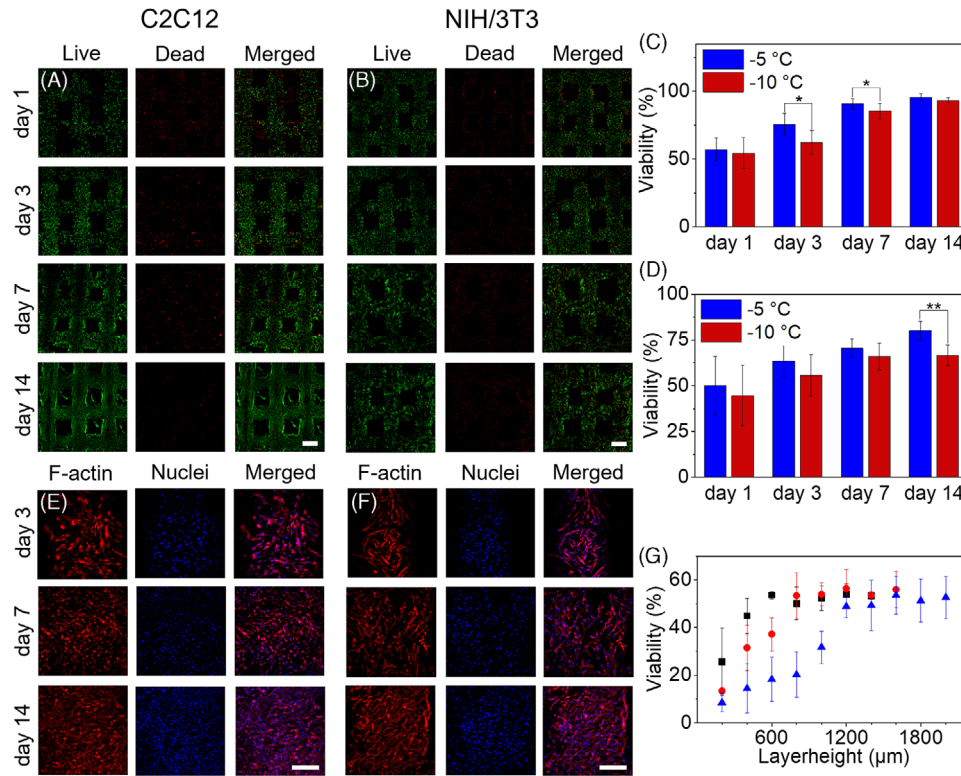 C2C12
NIH/3T3
Live Dead Merged
Live Dead Merged
(A)
(B)
day 1
day 3
day 7
day 14
(C)
-5 °C
-10 °C
*
*
Viability (%)
100
50
0
day 1 day 3 day 7 day 14
(D)
-5 °C
-10 °C
**
Viability (%)
100
75
50
25
0
day 1 day 3 day 7 day 14
F-actin Nuclei Merged
F-actin Nuclei Merged
(E)
(F)
day 3
day 7
day 14
(G)
Viability (%)
60
40
20
0
600 1200 1800
Layerheight (µm)